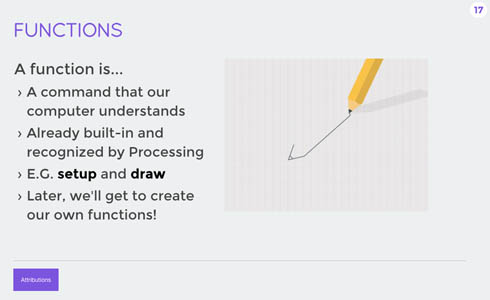 17
FUNCTIONS
A function is...
› A command that our
computer understands
› Already built-in and
recognized by Processing
› E.G. setup and draw
› Later, we'll get to create
our own functions!
Attributions